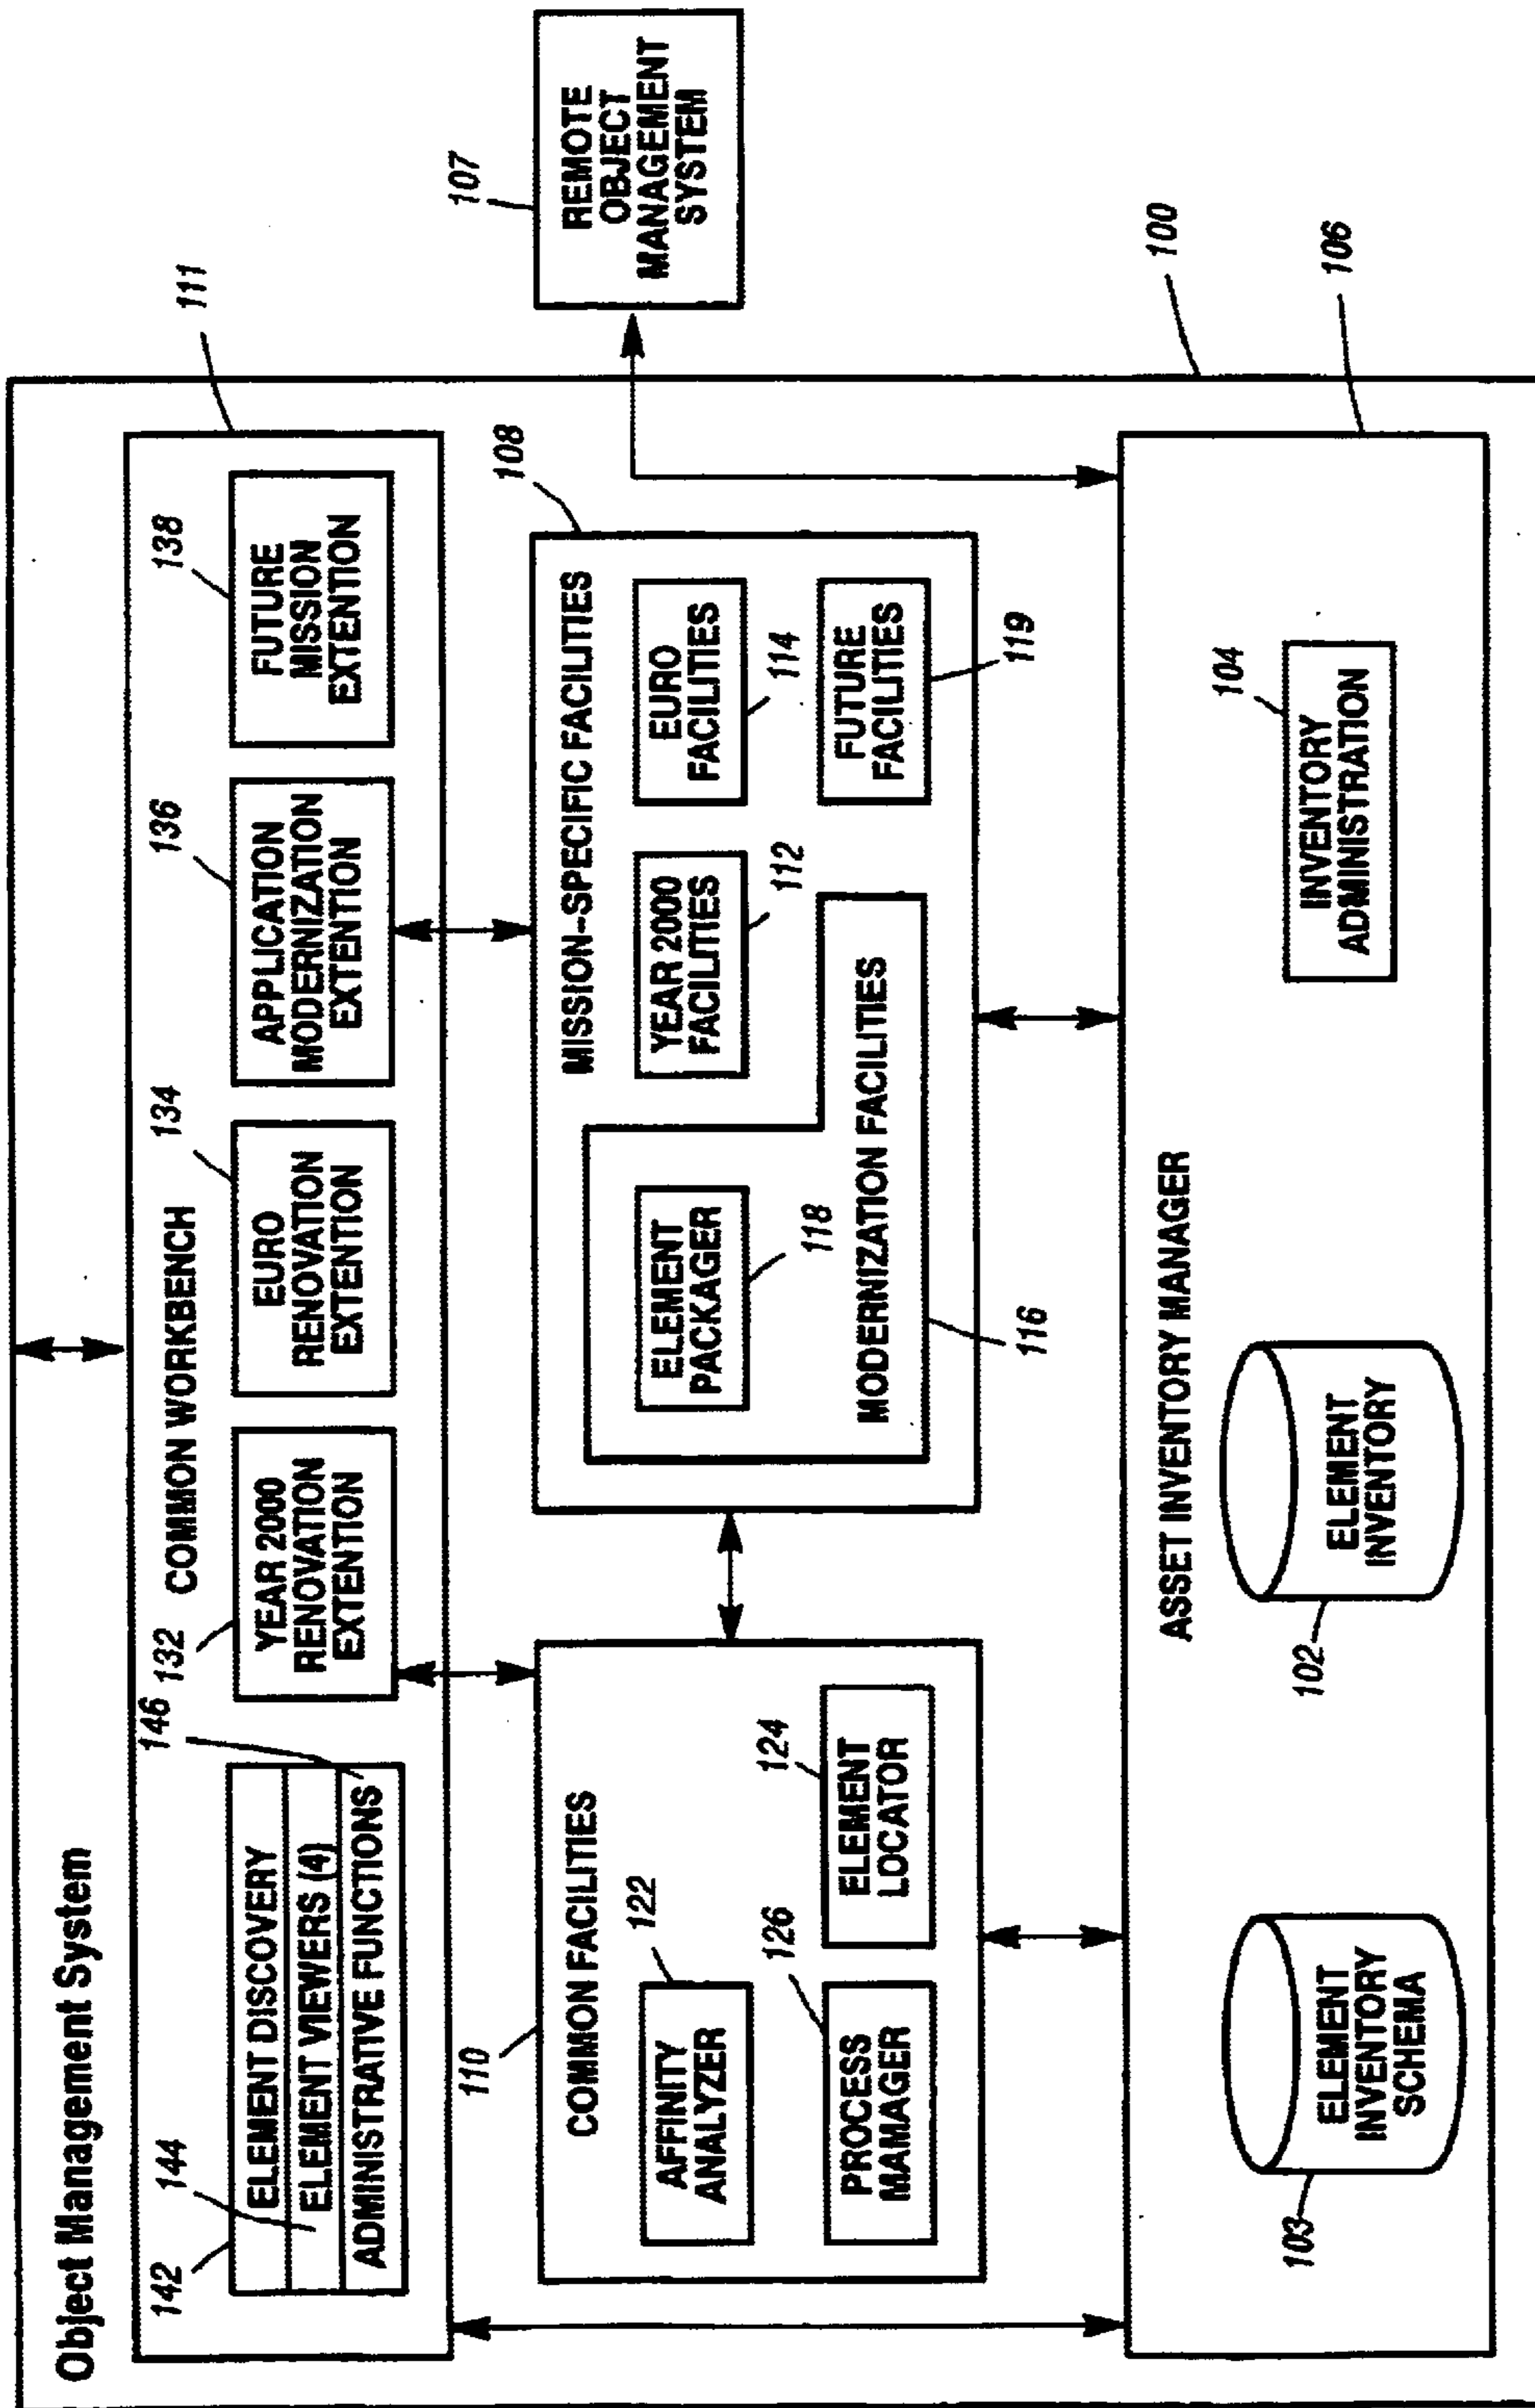 Object Management System
111
COMMON WORKBENCH
142
144
146
ELEMENT DISCOVERY
ELEMENT VIEWERS (4)
ADMINISTRATIVE FUNCTIONS
132
YEAR 2000
RENOVATION
EXTENTION
134
EURO
RENOVATION
EXTENTION
136
APPLICATION
MODERNIZATION
EXTENTION
138
FUTURE
MISSION
EXTENTION
107
REMOTE
OBJECT
MANAGEMENT
SYSTEM
110
COMMON FACILITIES
122
AFFINITY
ANALYZER
126
PROCESS
MAMAGER
124
ELEMENT
LOCATOR
108
MISSION-SPECIFIC FACILITIES
ELEMENT
PACKAGER
118
MODERNIZATION FACILITIES
116
YEAR 2000
FACILITIES
112
EURO
FACILITIES
114
FUTURE
FACILITIES
119
100
106
ASSET INVENTORY MANAGER
103
ELEMENT
INVENTORY
SCHEMA
102
ELEMENT
INVENTORY
104
INVENTORY
ADMINISTRATION